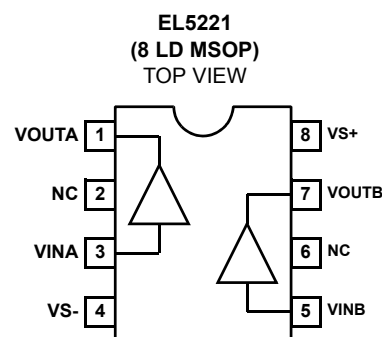 EL5221
(8 LD MSOP)
TOP VIEW
VOUTA 1
8 VS+
NC 2
7 VOUTB
VINA 3
6 NC
VS- 4
5 VINB